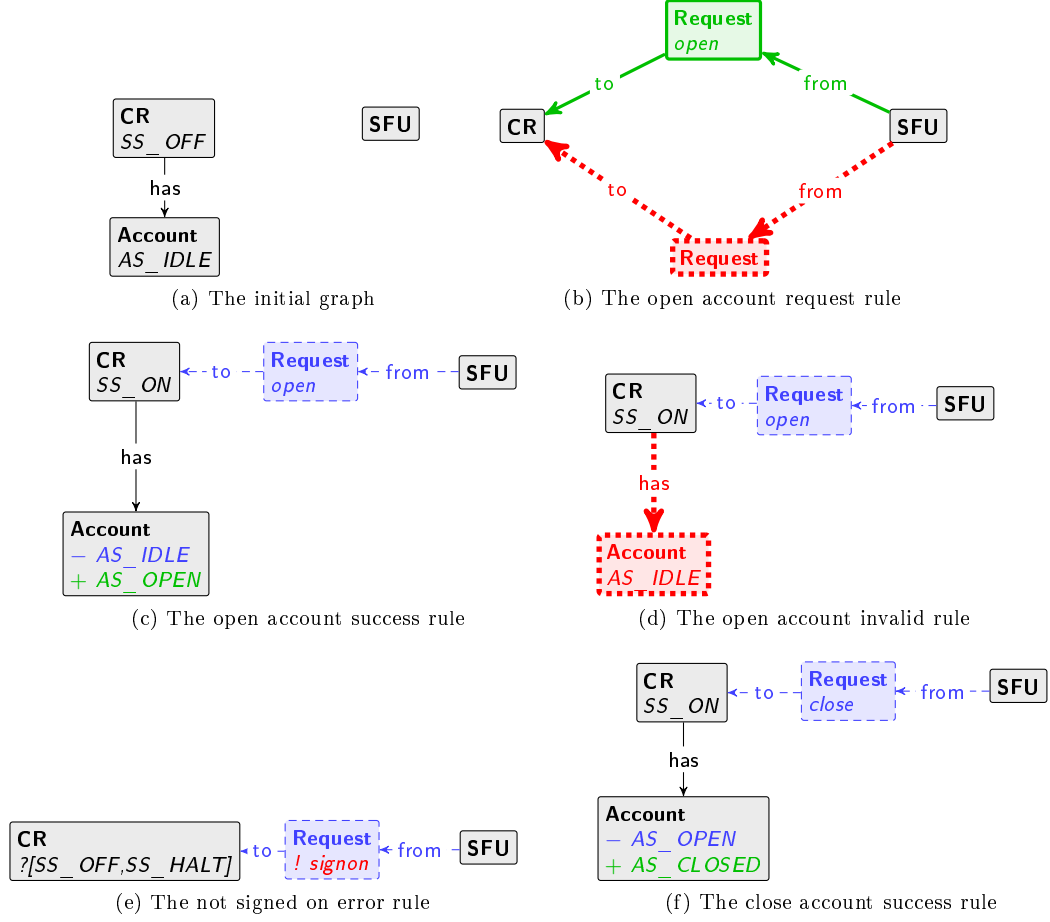 CR
SS_OFF
has
Account
AS_IDLE
SFU
(a) The initial graph
Request
open
to
from
CR
SFU
to
from
Request
(b) The open account request rule
CR
SS_ON
to
Request
open
from
SFU
has
Account
− AS_IDLE
+ AS_OPEN
(c) The open account success rule
CR
SS_ON
to
Request
open
from
SFU
has
Account
AS_IDLE
(d) The open account invalid rule
CR
?[SS_OFF,SS_HALT]
to
Request
! signon
from
SFU
(e) The not signed on error rule
CR
SS_ON
to
Request
close
from
SFU
has
Account
− AS_OPEN
+ AS_CLOSED
(f) The close account success rule